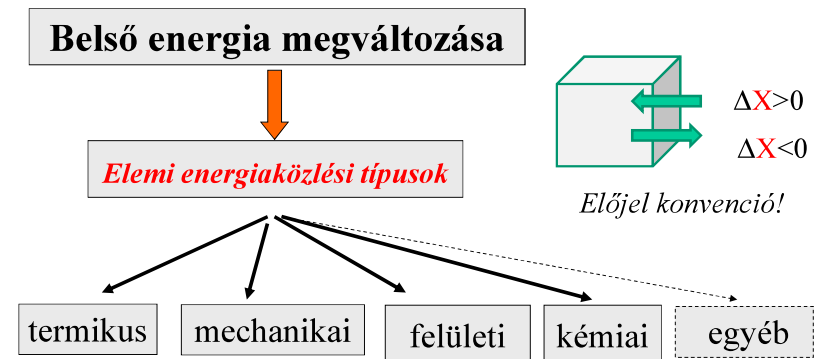 Belső energia megváltozása
ΔX>0
ΔX<0
Elemi energiaközlési típusok
Előjel konvenció!
termikus
mechanikai
felületi
kémiai
egyéb